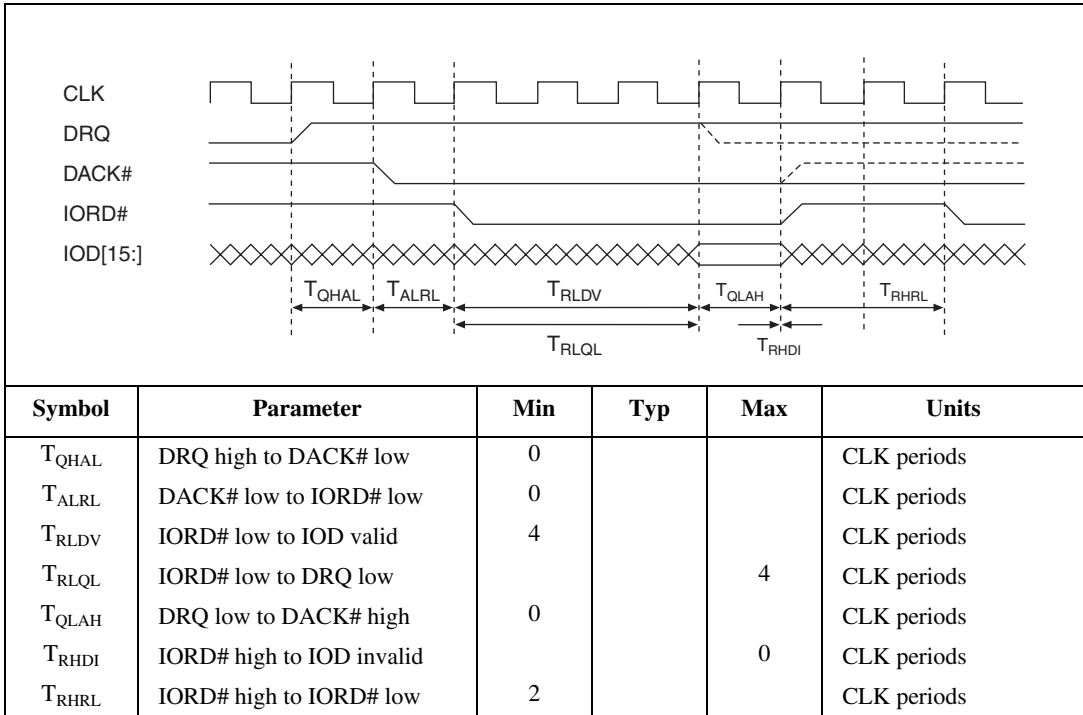 CLK
DRQ
DACK#
IORD#
IOD[15:]
TQHAL TALRL TRLDV TQLAH TRHRL
TRLQL TRHDI
Symbol Parameter Min Typ Max Units
TQHAL DRQ high to DACK# low 0 CLK periods
TALRL DACK# low to IORD# low 0 CLK periods
TRLDV IORD# low to IOD valid 4 CLK periods
TRLQL IORD# low to DRQ low 4 CLK periods
TQLAH DRQ low to DACK# high 0 CLK periods
TRHDI IORD# high to IOD invalid 0 CLK periods
TRHRL IORD# high to IORD# low 2 CLK periods